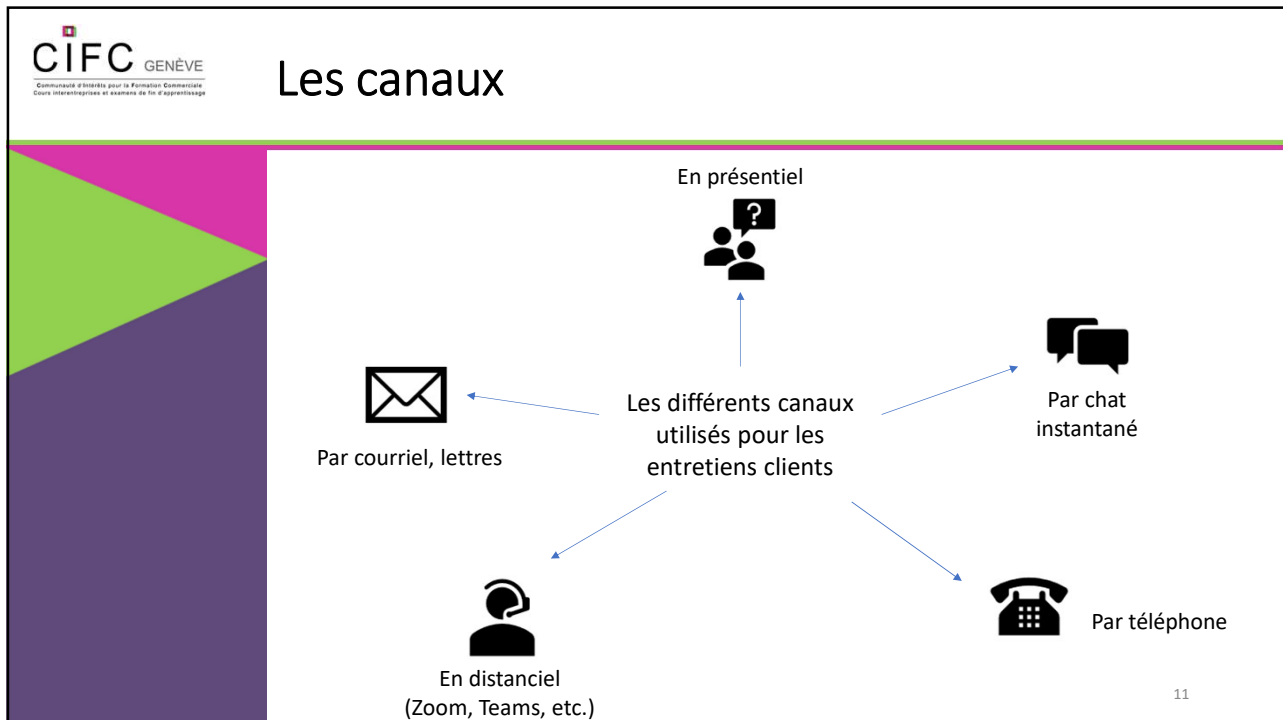 CIFC GENÈVE
Communauté d'Intérêts pour la Formation Commerciale
Cours interentreprises et examens de fin d'apprentissage
Les canaux
En présentiel
?
Par chat
instantané
Les différents canaux
utilisés pour les
entretiens clients
Par courriel, lettres
Par téléphone
En distanciel
(Zoom, Teams, etc.)
11